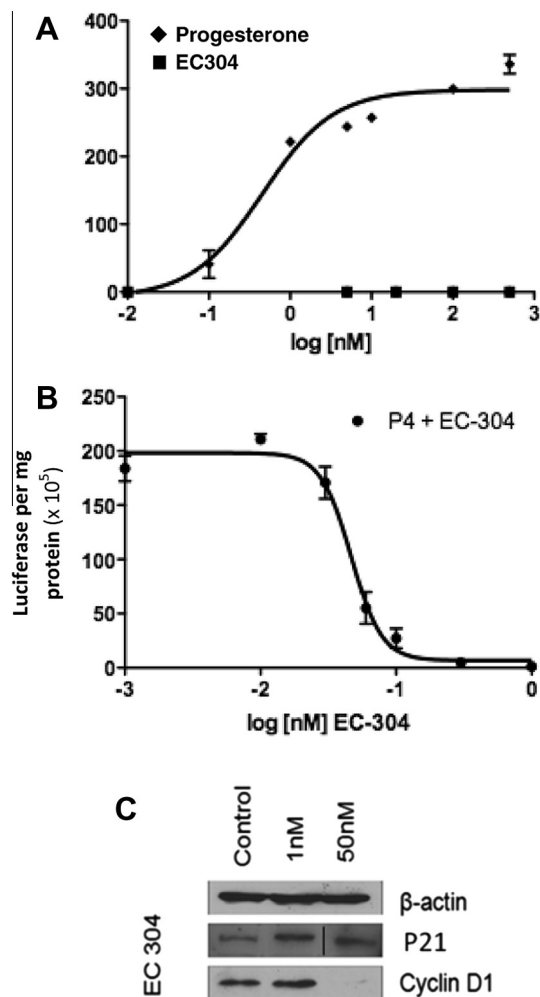 A
Progesterone
EC304
400
300
200
100
0
-2 -1 0 1 2 3
log [nM]
B
Luciferase per mg
protein (x 10⁵)
250
200
150
100
50
0
P4 + EC-304
-3 -2 -1 0
log [nM] EC-304
C
Control
1nM
50nM
EC 304
β-actin
P21
Cyclin D1